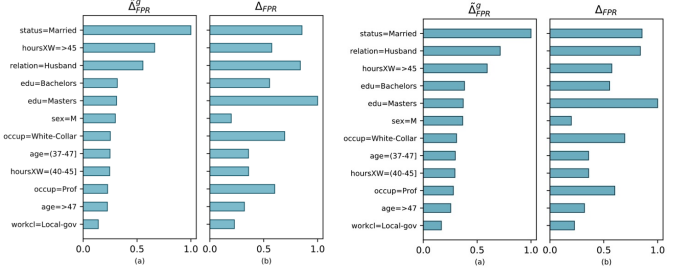 Δ̃^g_FPR
Δ_FPR
status=Married
hoursXW=>45
relation=Husband
edu=Bachelors
edu=Masters
sex=M
occup=White-Collar
age=(37-47]
hoursXW=(40-45]
occup=Prof
age=>47
workcl=Local-gov
0.0 0.5 1.0 0.0 0.5 1.0
(a) (b)
Δ̃^g_FPR
Δ_FPR
status=Married
relation=Husband
hoursXW=>45
edu=Bachelors
edu=Masters
sex=M
occup=White-Collar
age=(37-47]
hoursXW=(40-45]
occup=Prof
age=>47
workcl=Local-gov
0.0 0.5 1.0 0.0 0.5 1.0
(a) (b)